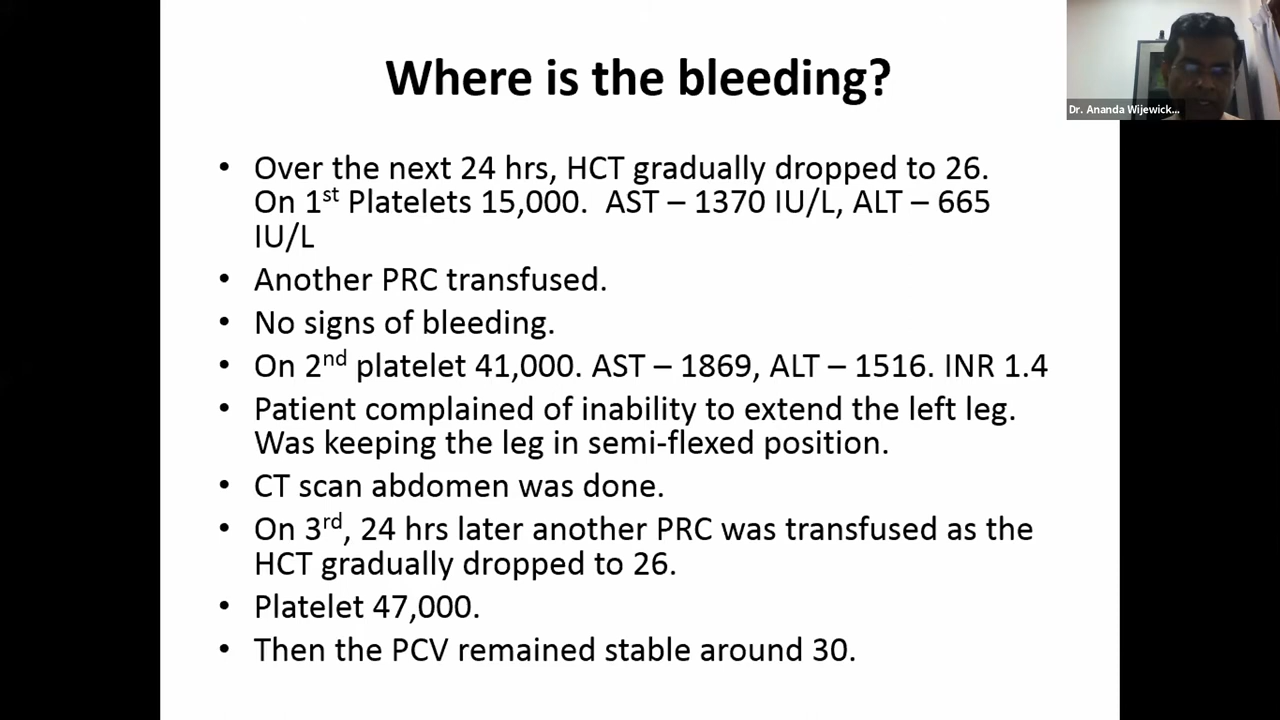 Where is the bleeding?
Dr. Ananda Wijewick...
• Over the next 24 hrs, HCT gradually dropped to 26.
On 1st Platelets 15,000.  AST – 1370 IU/L, ALT – 665
IU/L
• Another PRC transfused.
• No signs of bleeding.
• On 2nd platelet 41,000. AST – 1869, ALT – 1516. INR 1.4
• Patient complained of inability to extend the left leg.
Was keeping the leg in semi-flexed position.
• CT scan abdomen was done.
• On 3rd, 24 hrs later another PRC was transfused as the
HCT gradually dropped to 26.
• Platelet 47,000.
• Then the PCV remained stable around 30.